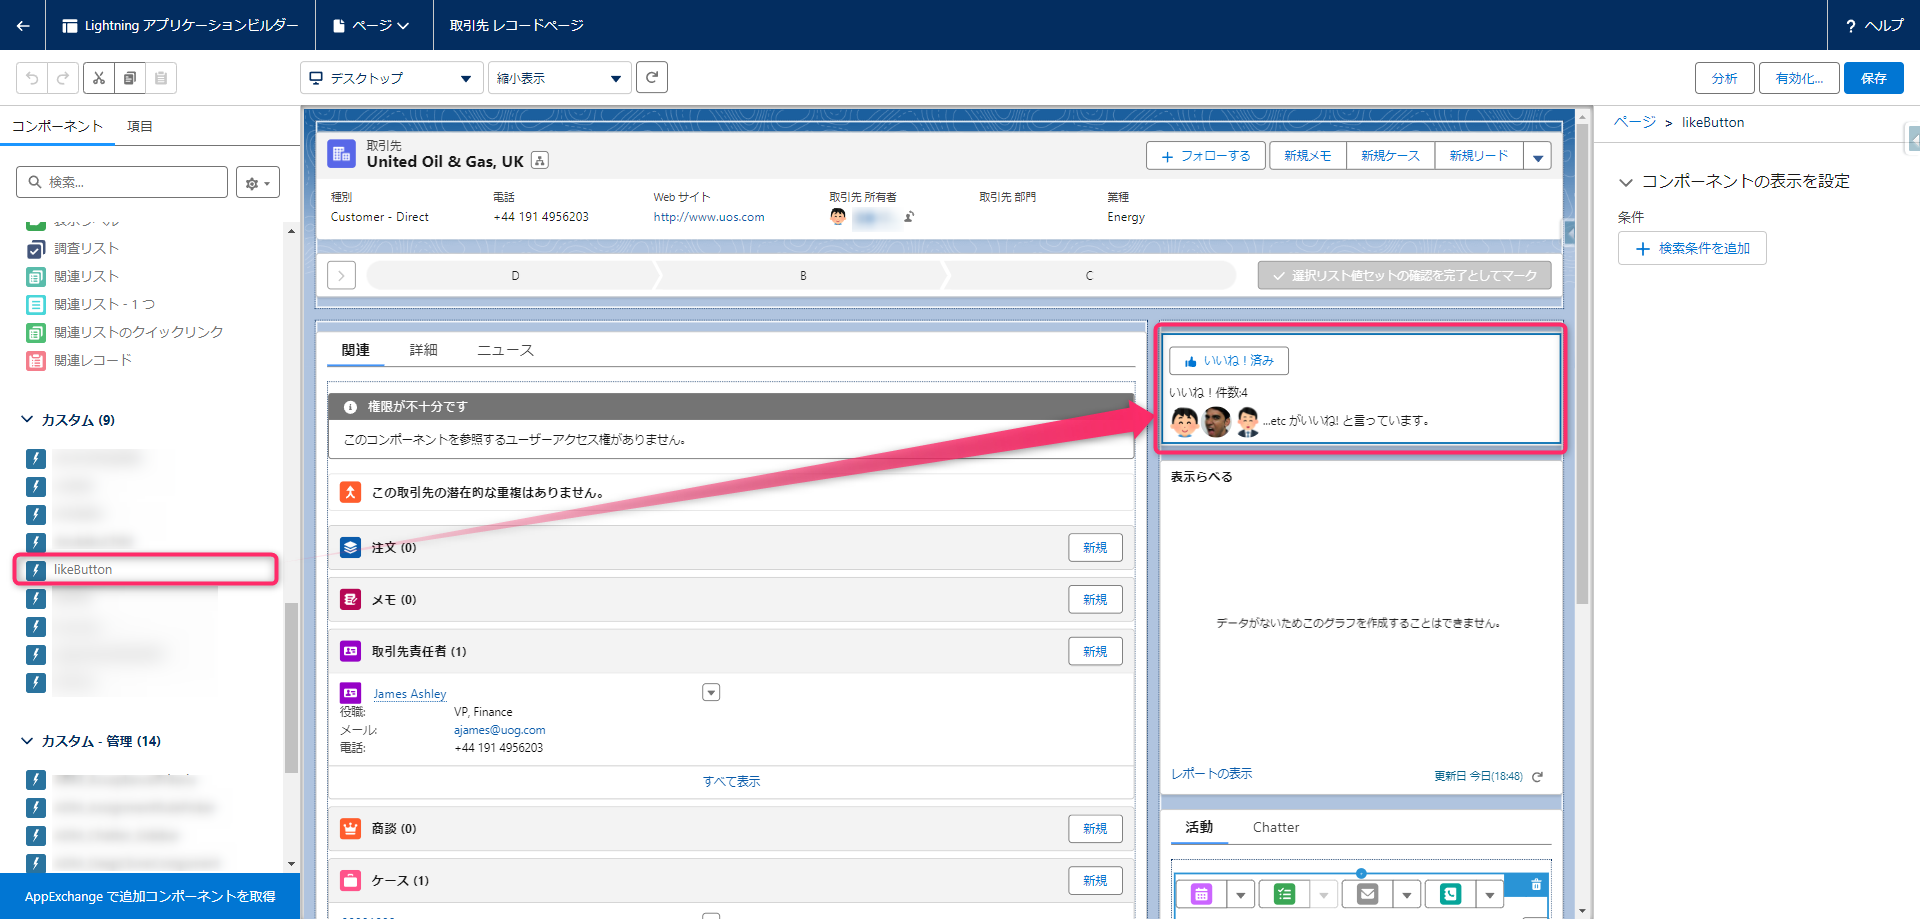 Lightning アプリケーションビルダー
ページ
取引先 レコードページ
? ヘルプ
デスクトップ
縮小表示
分析
有効化...
保存
コンポーネント
項目
検索...
調査リスト
関連リスト
関連リスト - 1 つ
関連リストのクイックリンク
関連レコード
カスタム (9)
likeButton
カスタム - 管理 (14)
AppExchange で追加コンポーネントを取得
取引先
United Oil & Gas, UK
フォローする
新規メモ
新規ケース
新規リード
種別
電話
Web サイト
取引先 所有者
取引先 部門
業種
Customer - Direct
+44 191 4956203
http://www.uos.com
Energy
D
B
C
選択リスト値セットの確認を完了としてマーク
関連
詳細
ニュース
権限が不十分です
このコンポーネントを参照するユーザーアクセス権がありません。
この取引先の潜在的な重複はありません。
注文 (0)
新規
メモ (0)
新規
取引先責任者 (1)
新規
James Ashley
役職:
VP, Finance
メール:
ajames@uog.com
電話:
+44 191 4956203
すべて表示
商談 (0)
新規
ケース (1)
新規
いいね！済み
いいね！件数:4
...etc がいいね! と言っています。
表示らべる
データがないためこのグラフを作成することはできません。
レポートの表示
更新日 今日(18:48)
活動
Chatter
ページ > likeButton
コンポーネントの表示を設定
条件
検索条件を追加